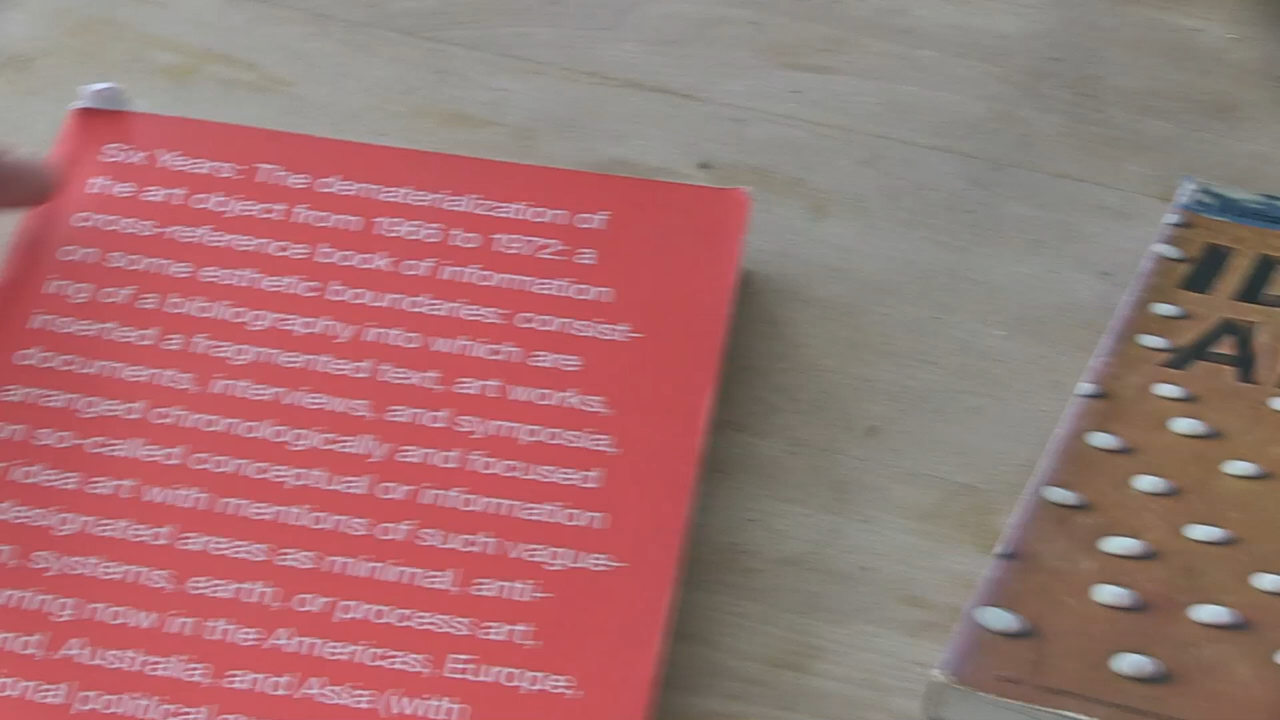 Six Years: The dematerialization of
the art object from 1966 to 1972: a
cross-reference book of information
on some esthetic boundaries: consist-
ing of a bibliography into which are
inserted a fragmented text, art works,
documents, interviews, and symposia,
arranged chronologically and focused
on so-called conceptual or information
idea art with mentions of such vague-
designated areas as minimal, anti-
systems, earth, or process art,
now in the Americas, Europe,
Australia, and Asia (with
political
A